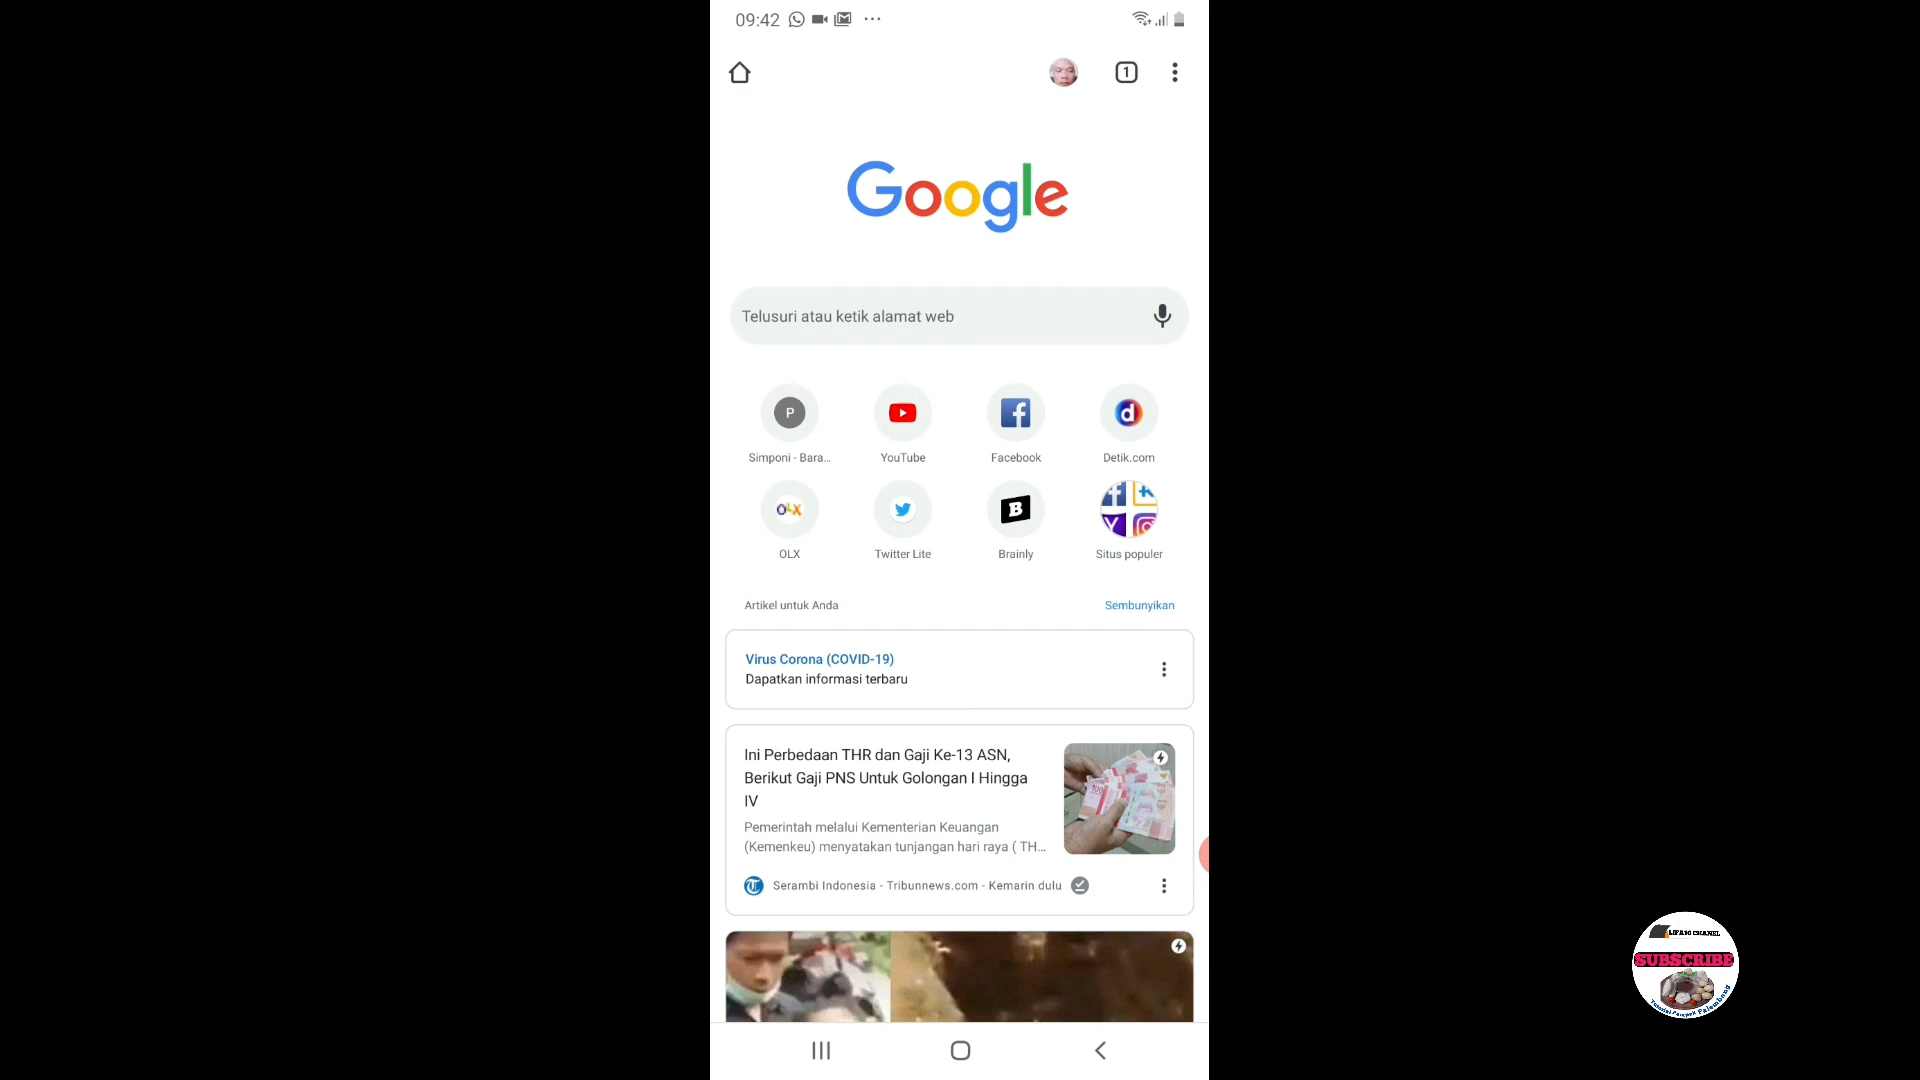 09:42
1
Google
Telusuri atau ketik alamat web
P
Simponi - Bara...
YouTube
Facebook
d
Detik.com
OLX
OLX
Twitter Lite
B
Brainly
Situs populer
Artikel untuk Anda
Sembunyikan
Virus Corona (COVID-19)
Dapatkan informasi terbaru
Ini Perbedaan THR dan Gaji Ke-13 ASN,
Berikut Gaji PNS Untuk Golongan I Hingga
IV
Pemerintah melalui Kementerian Keuangan
(Kemenkeu) menyatakan tunjangan hari raya ( TH...
Serambi Indonesia - Tribunnews.com - Kemarin dulu
SUBSCRIBE